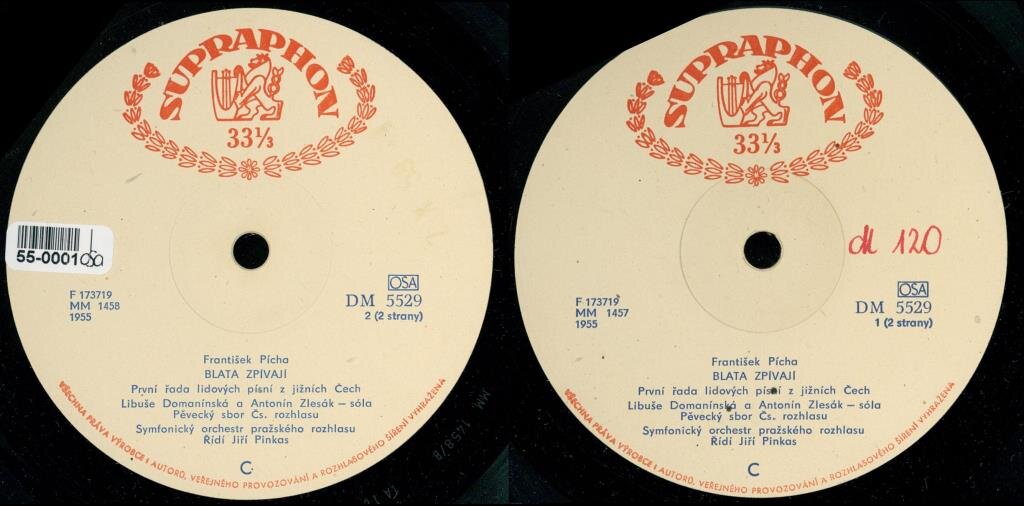 SUPRAPHON
33⅓
55-0001
osa
F 173719
MM 1458
1955
OSA
DM 5529
2 (2 strany)
František Pícha
BLATA ZPÍVAJÍ
První řada lidových písní z jižních Čech
Libuše Domanínská a Antonín Zlesák – sóla
Pěvecký sbor Čs. rozhlasu
Symfonický orchestr pražského rozhlasu
Řídí Jiří Pinkas
C
VŠECHNA PRÁVA VÝROBCE I AUTORŮ, VEŘEJNÉHO PROVOZOVÁNÍ A ROZHLASOVÉHO ŠÍŘENÍ VYHRAŽENA
SUPRAPHON
33⅓
M 120
F 173719
MM 1457
1955
OSA
DM 5529
1 (2 strany)
František Pícha
BLATA ZPÍVAJÍ
První řada lidových písní z jižních Čech
Libuše Domanínská a Antonín Zlesák – sóla
Pěvecký sbor Čs. rozhlasu
Symfonický orchestr pražského rozhlasu
Řídí Jiří Pinkas
C
VŠECHNA PRÁVA VÝROBCE I AUTORŮ, VEŘEJNÉHO PROVOZOVÁNÍ A ROZHLASOVÉHO ŠÍŘENÍ VYHRAŽENA